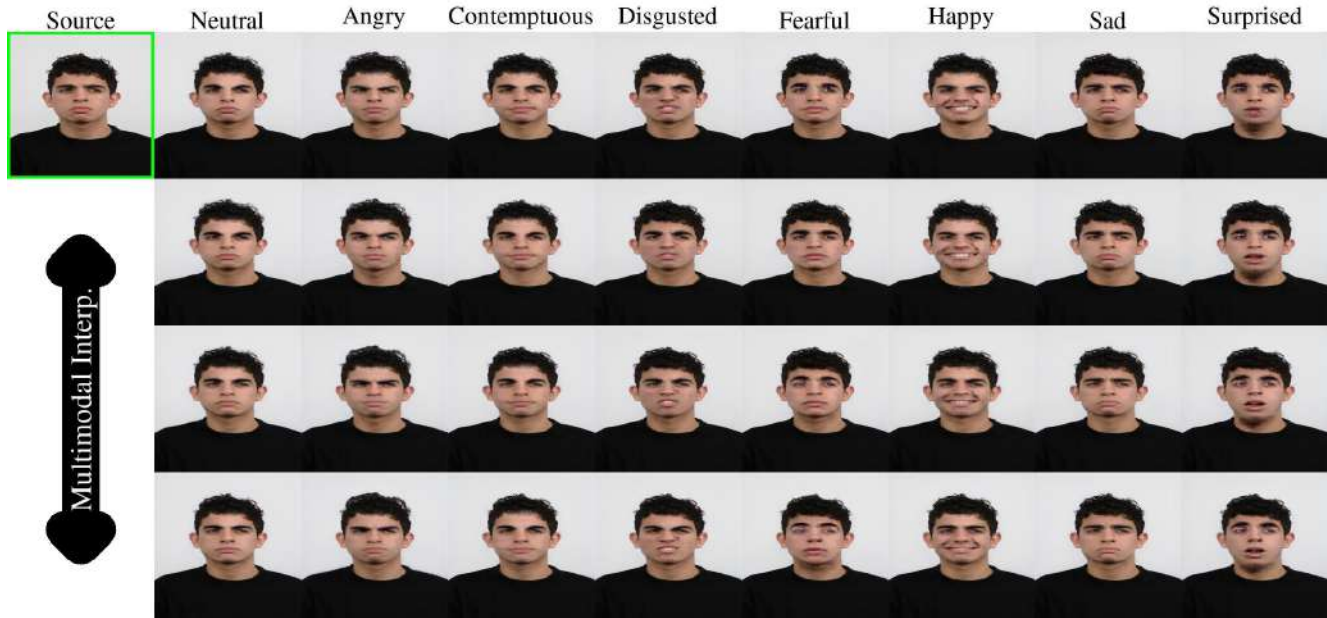 Source Neutral Angry Contemptuous Disgusted Fearful Happy Sad Surprised
Multimodal Interp.